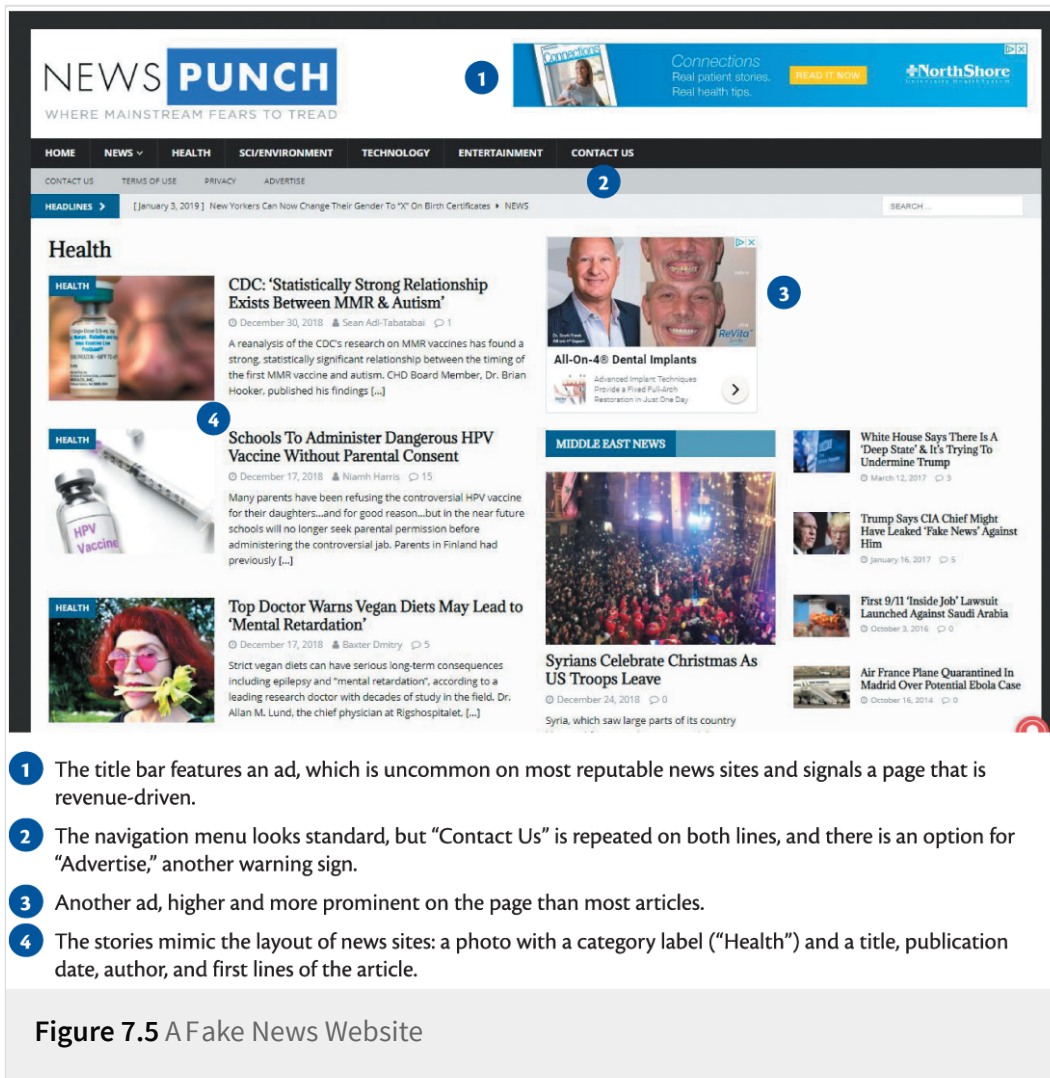 NEWS PUNCH
WHERE MAINSTREAM FEARS TO TREAD
1
Connections
Connections
Real patient stories.
Real health tips.
READ IT NOW
NorthShore
University HealthSystem
HOME NEWS HEALTH SCI/ENVIRONMENT TECHNOLOGY ENTERTAINMENT CONTACT US
CONTACT US TERMS OF USE PRIVACY ADVERTISE
2
HEADLINES [ January 3, 2019 ] New Yorkers Can Now Change Their Gender To “X” On Birth Certificates NEWS
SEARCH ...
Health
HEALTH
CDC: ‘Statistically Strong Relationship
Exists Between MMR & Autism’
December 30, 2018 Sean Adl-Tabatabai 1
A reanalysis of the CDC's research on MMR vaccines has found a
strong, statistically significant relationship between the timing of
the first MMR vaccine and autism. CHD Board Member, Dr. Brian
Hooker, published his findings [...]
4
HEALTH
HPV
Vaccine
Schools To Administer Dangerous HPV
Vaccine Without Parental Consent
December 17, 2018 Niamh Harris 15
Many parents have been refusing the controversial HPV vaccine
for their daughters...and for good reason...but in the near future
schools will no longer seek parental permission before
administering the controversial jab. Parents in Finland had
previously [...]
HEALTH
Top Doctor Warns Vegan Diets May Lead to
‘Mental Retardation’
December 17, 2018 Baxter Dmitry 5
Strict vegan diets can have serious long-term consequences
including epilepsy and “mental retardation”, according to a
leading research doctor with decades of study in the field. Dr.
Allan M. Lund, the chief physician at Rigshospitalet, [...]
ReVita
3
All-On-4® Dental Implants
Advanced Implant Techniques
Provide a Fixed Full-Arch
Restoration in Just One Day
MIDDLE EAST NEWS
Syrians Celebrate Christmas As
US Troops Leave
December 24, 2018 0
Syria, which saw large parts of its country
White House Says There Is A
‘Deep State’ & It's Trying To
Undermine Trump
March 12, 2017 3
Trump Says CIA Chief Might
Have Leaked ‘Fake News’ Against
Him
January 16, 2017 5
First 9/11 ‘Inside Job’ Lawsuit
Launched Against Saudi Arabia
October 3, 2016 0
Air France Plane Quarantined In
Madrid Over Potential Ebola Case
October 16, 2014 0
1 The title bar features an ad, which is uncommon on most reputable news sites and signals a page that is
revenue-driven.
2 The navigation menu looks standard, but “Contact Us” is repeated on both lines, and there is an option for
“Advertise,” another warning sign.
3 Another ad, higher and more prominent on the page than most articles.
4 The stories mimic the layout of news sites: a photo with a category label (“Health”) and a title, publication
date, author, and first lines of the article.
Figure 7.5 A Fake News Website